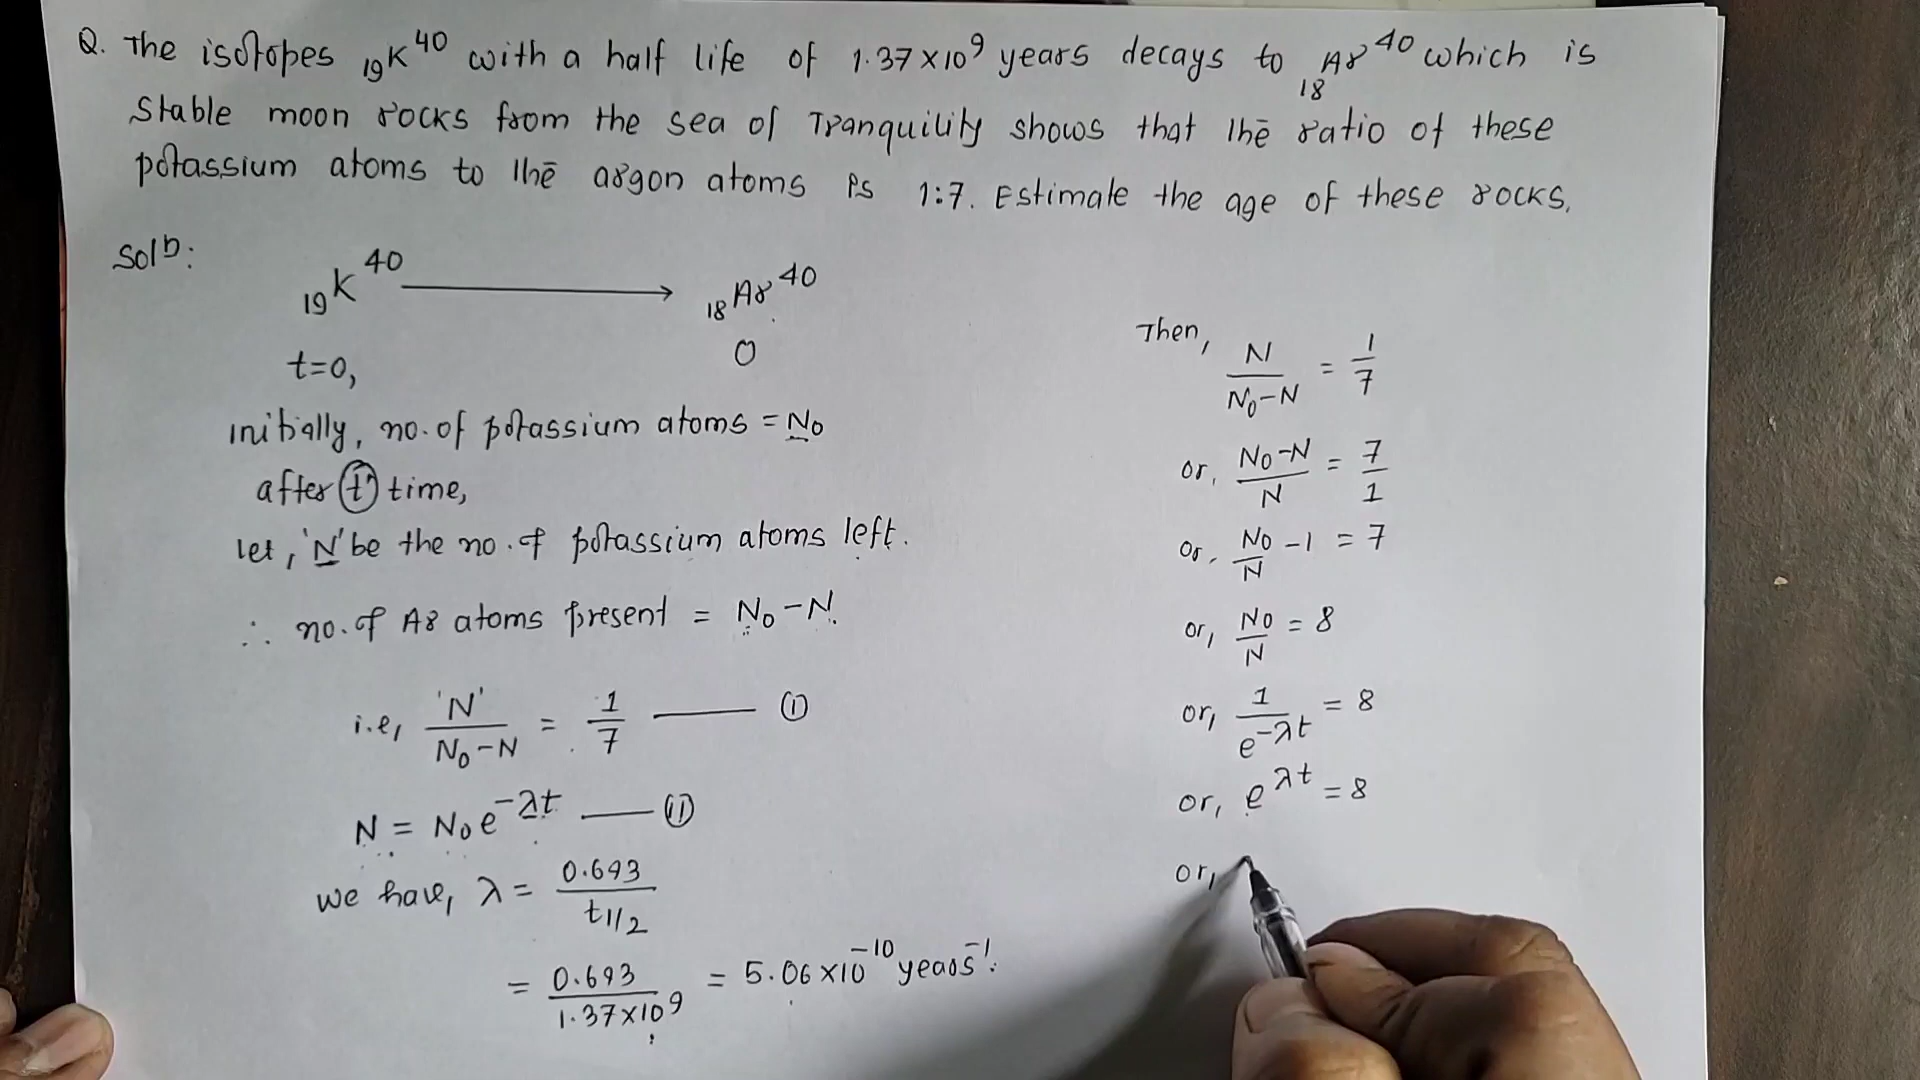 Q. The isotopes ₁₉K⁴⁰ with a half life of 1.37×10⁹ years decays to ₁₈Ar⁴⁰ which is
Stable moon rocks from the sea of Tranquility shows that the ratio of these
potassium atoms to the argon atoms is 1:7. Estimate the age of these rocks.
Solⁿ:
₁₉K⁴⁰ ⟶ ₁₈Ar⁴⁰
t=0, 0
initially, no. of potassium atoms = N₀
after 't' time,
let, 'N' be the no. of potassium atoms left.
∴ no. of Ar atoms present = N₀-N
i.e, 'N'/(N₀-N) = 1/7 —— (i)
N = N₀e^(-λt) —— (ii)
we have, λ = 0.693/t1/2
= 0.693/(1.37×10⁹) = 5.06×10⁻¹⁰ years⁻¹.
Then, N/(N₀-N) = 1/7
or, (N₀-N)/N = 7/1
or, N₀/N - 1 = 7
or, N₀/N = 8
or, 1/e^(-λt) = 8
or, e^(λt) = 8
or,